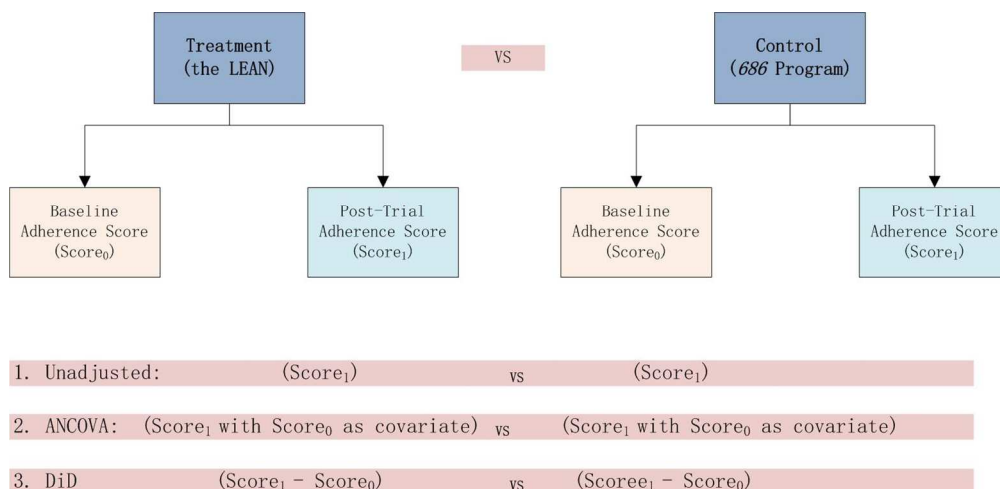 Treatment
(the LEAN)
VS
Control
(686 Program)
Baseline
Adherence Score
(Score₀)
Post-Trial
Adherence Score
(Score₁)
Baseline
Adherence Score
(Score₀)
Post-Trial
Adherence Score
(Score₁)
1. Unadjusted: (Score₁) vs (Score₁)
2. ANCOVA: (Score₁ with Score₀ as covariate) vs (Score₁ with Score₀ as covariate)
3. DiD (Score₁ - Score₀) vs (Scoree₁ - Score₀)